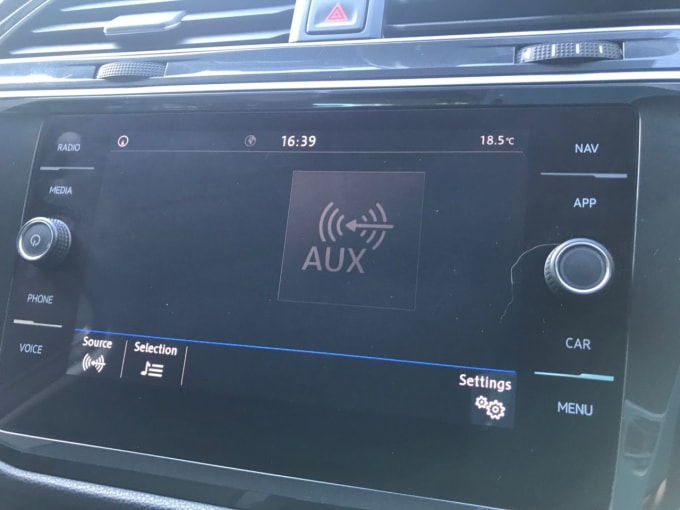 RADIO
16:39
18.5°C
NAV
MEDIA
APP
AUX
PHONE
VOICE
Source
Selection
CAR
Settings
MENU